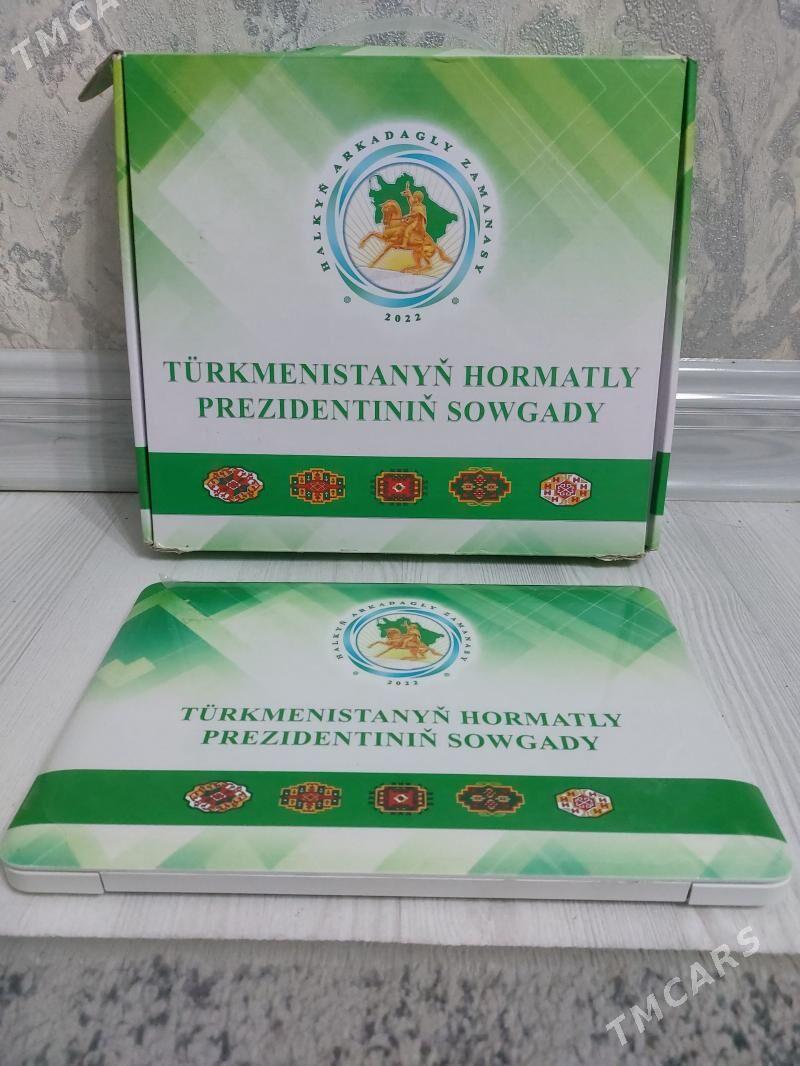 TMCARS
HALKYŇ ARKADAGLY ZAMANASY
2022
TÜRKMENISTANYŇ HORMATLY
PREZIDENTINIŇ SOWGADY
HALKYŇ ARKADAGLY ZAMANASY
2022
TÜRKMENISTANYŇ HORMATLY
PREZIDENTINIŇ SOWGADY
TMCARS